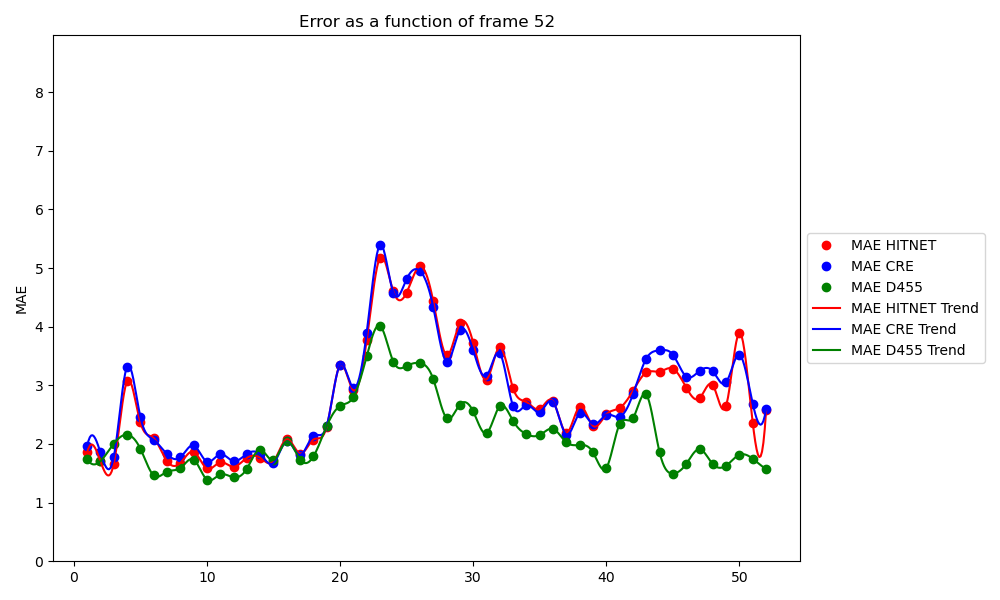 Error as a function of frame 52
MAE
8
7
6
5
4
3
2
1
0
0 10 20 30 40 50
MAE HITNET
MAE CRE
MAE D455
MAE HITNET Trend
MAE CRE Trend
MAE D455 Trend